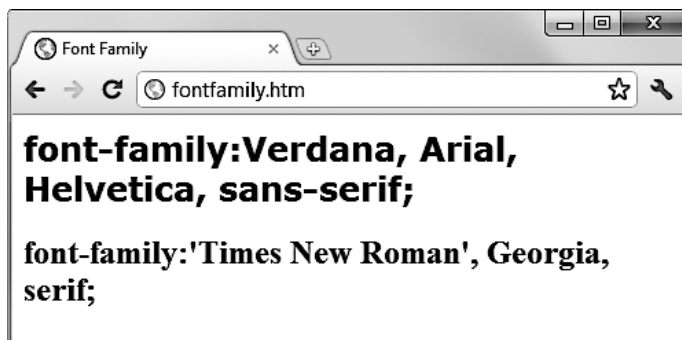 Font Family
fontfamily.htm
font-family:Verdana, Arial,
Helvetica, sans-serif;
font-family:'Times New Roman', Georgia,
serif;